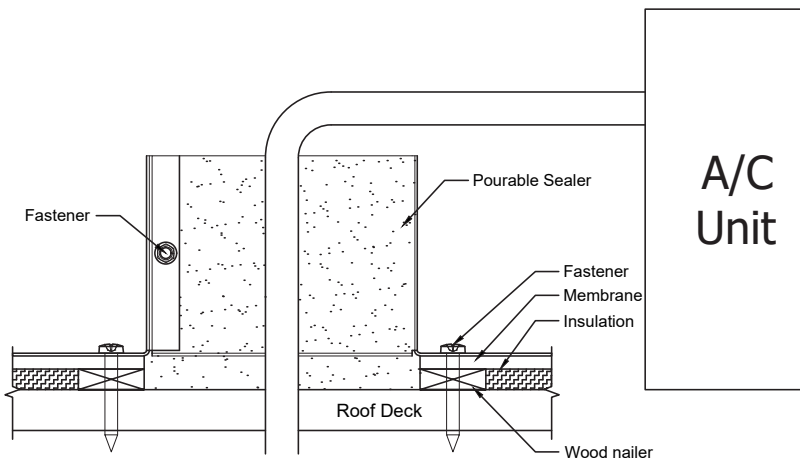 A/C
Unit
Pourable Sealer
Fastener
Fastener
Membrane
Insulation
Roof Deck
Wood nailer